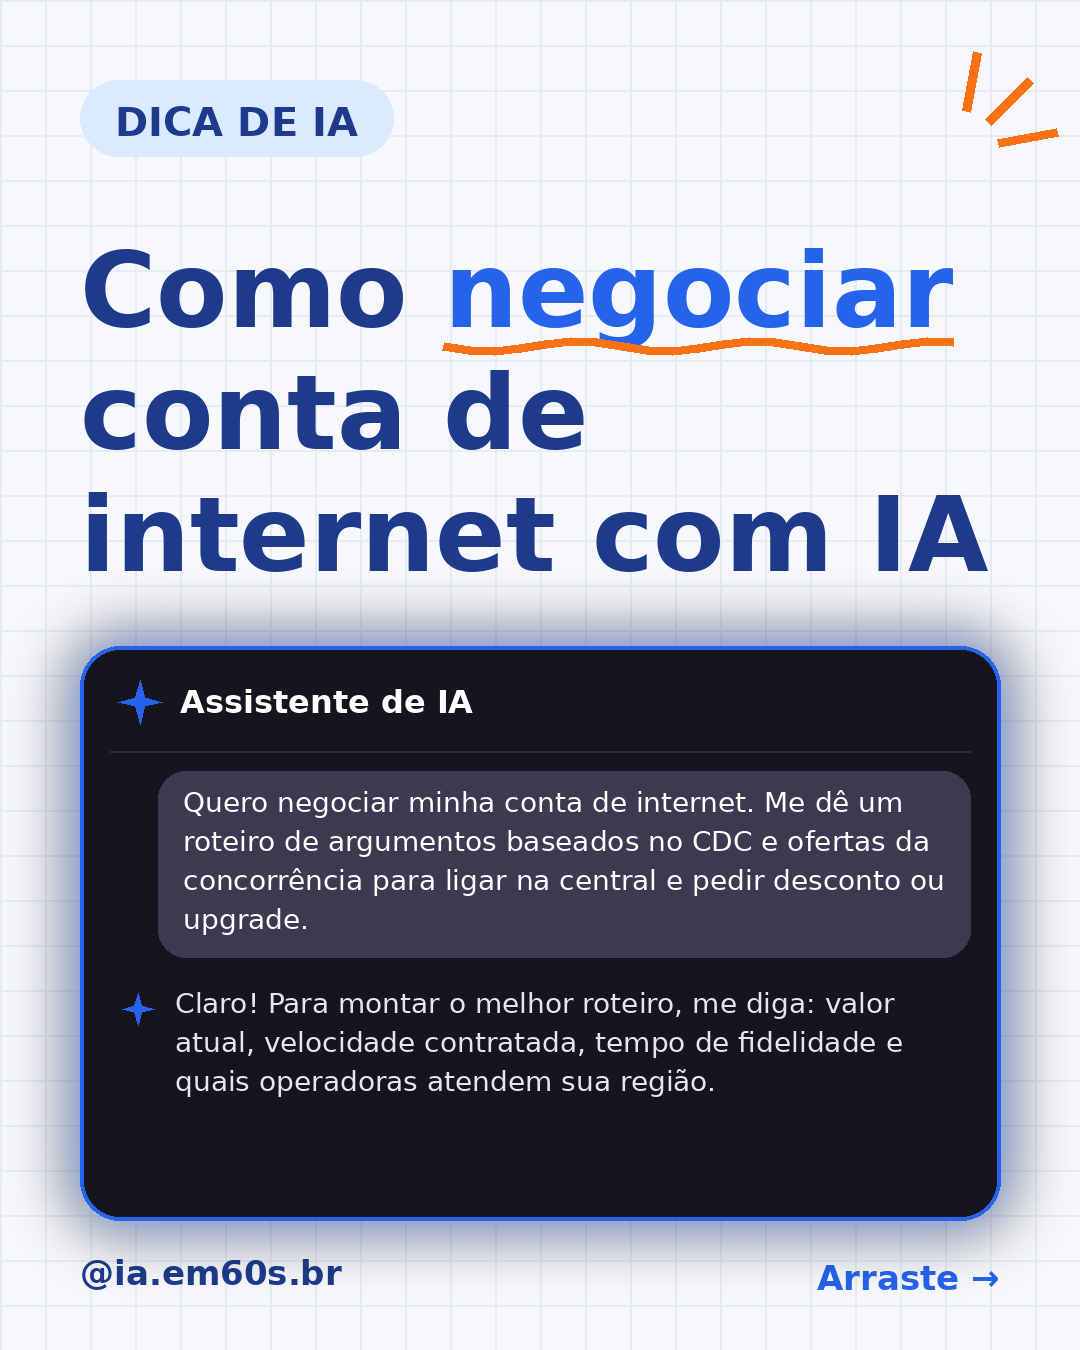 DICA DE IA
Como negociar
conta de
internet com IA
Assistente de IA
Quero negociar minha conta de internet. Me dê um
roteiro de argumentos baseados no CDC e ofertas da
concorrência para ligar na central e pedir desconto ou
upgrade.
Claro! Para montar o melhor roteiro, me diga: valor
atual, velocidade contratada, tempo de fidelidade e
quais operadoras atendem sua região.
@ia.em60s.br
Arraste →